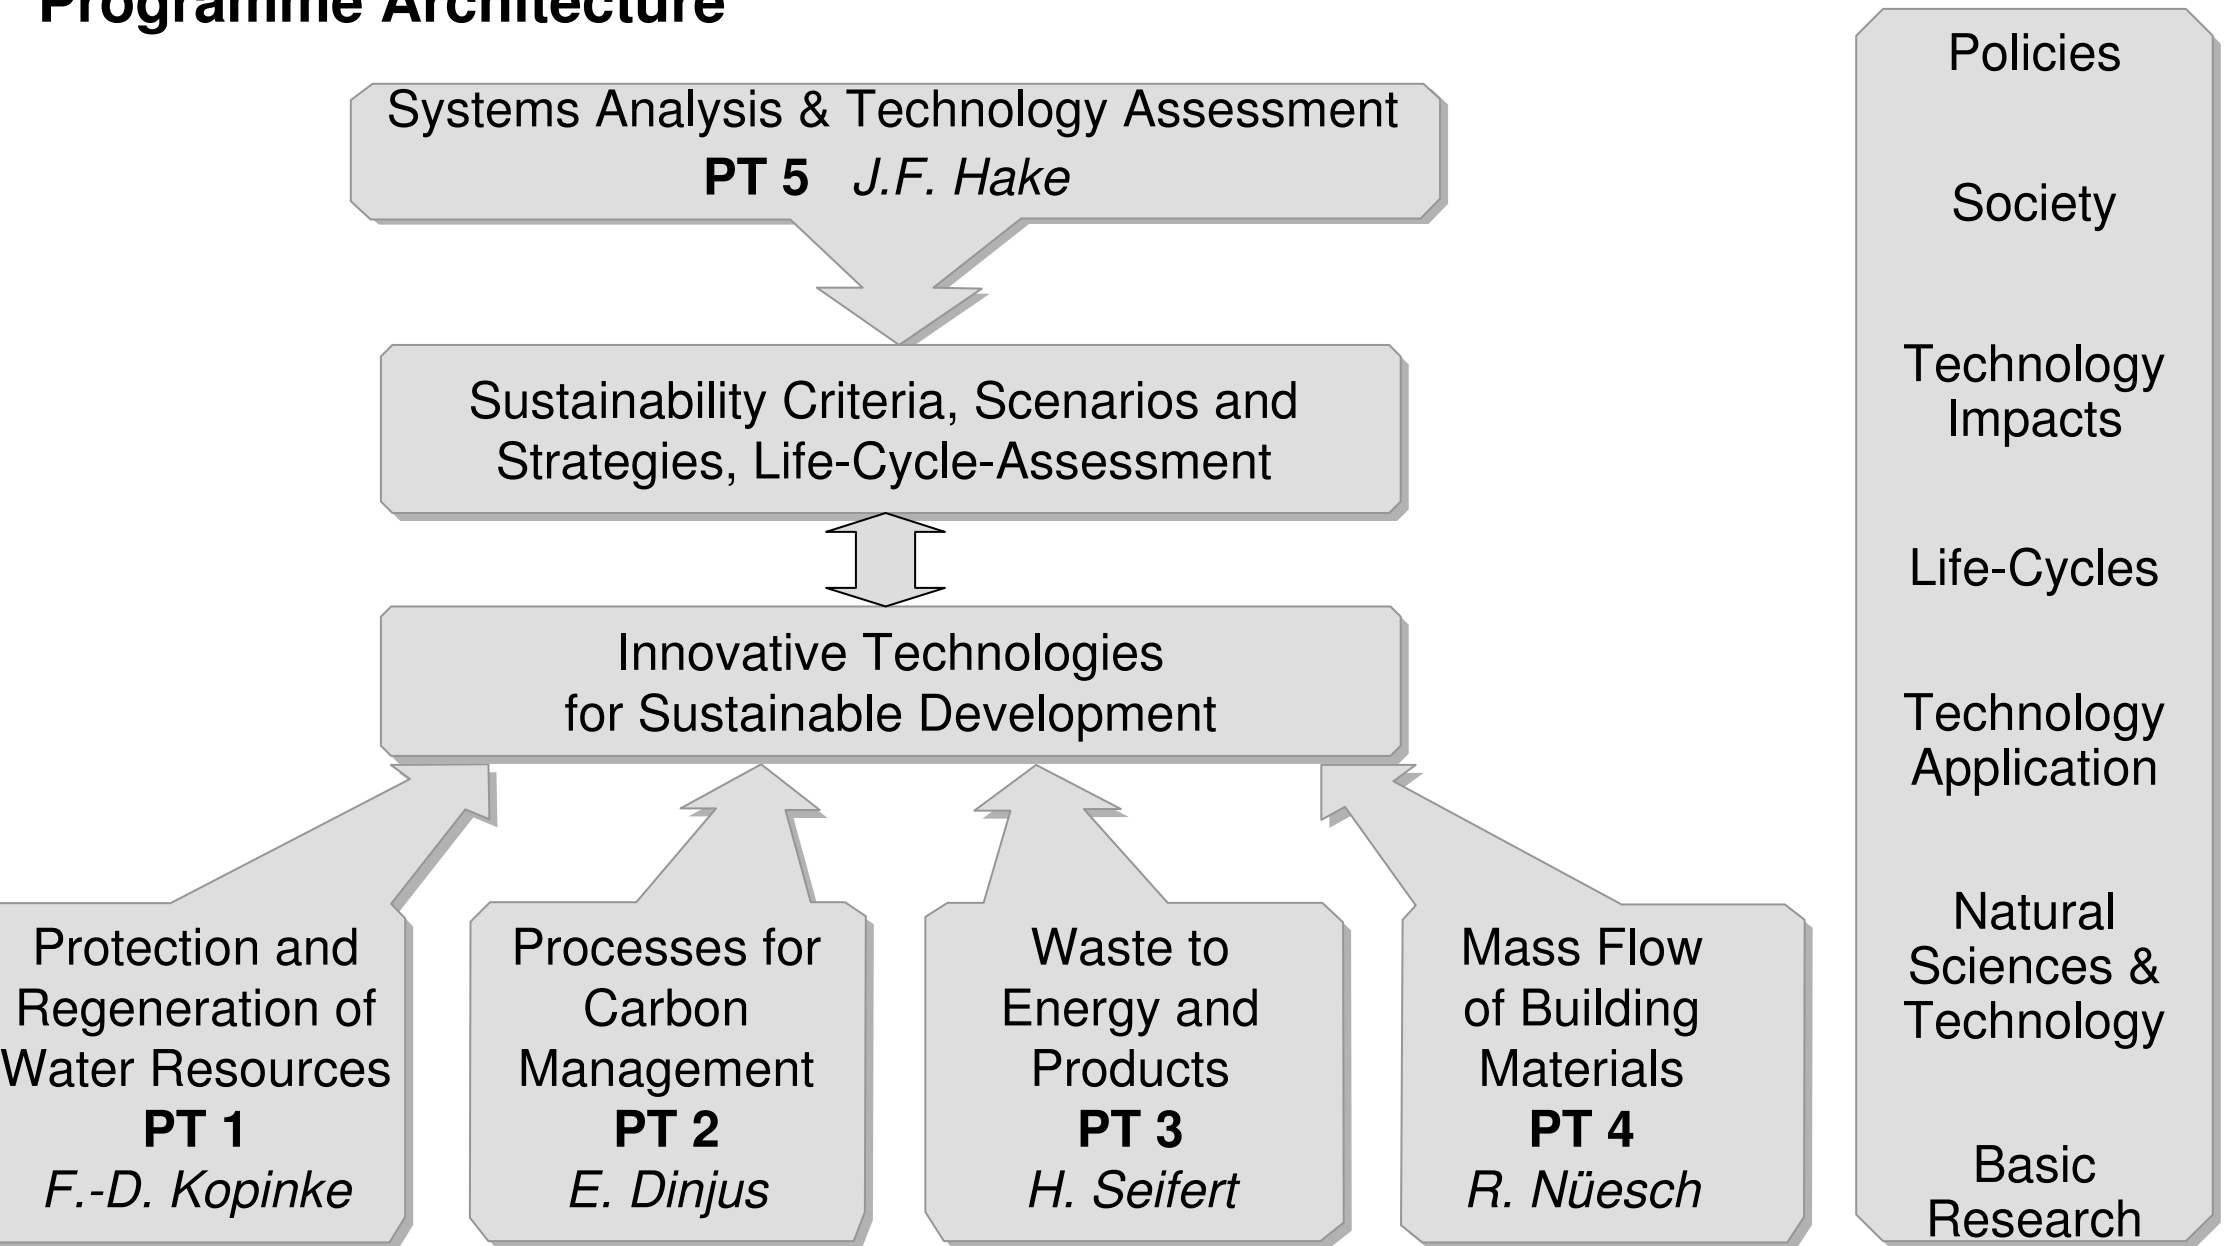 Programme Architecture
Systems Analysis & Technology Assessment
PT 5 J.F. Hake
Sustainability Criteria, Scenarios and
Strategies, Life-Cycle-Assessment
Innovative Technologies
for Sustainable Development
Protection and
Regeneration of
Water Resources
PT 1
F.-D. Kopinke
Processes for
Carbon
Management
PT 2
E. Dinjus
Waste to
Energy and
Products
PT 3
H. Seifert
Mass Flow
of Building
Materials
PT 4
R. Nüesch
Policies
Society
Technology
Impacts
Life-Cycles
Technology
Application
Natural
Sciences &
Technology
Basic
Research